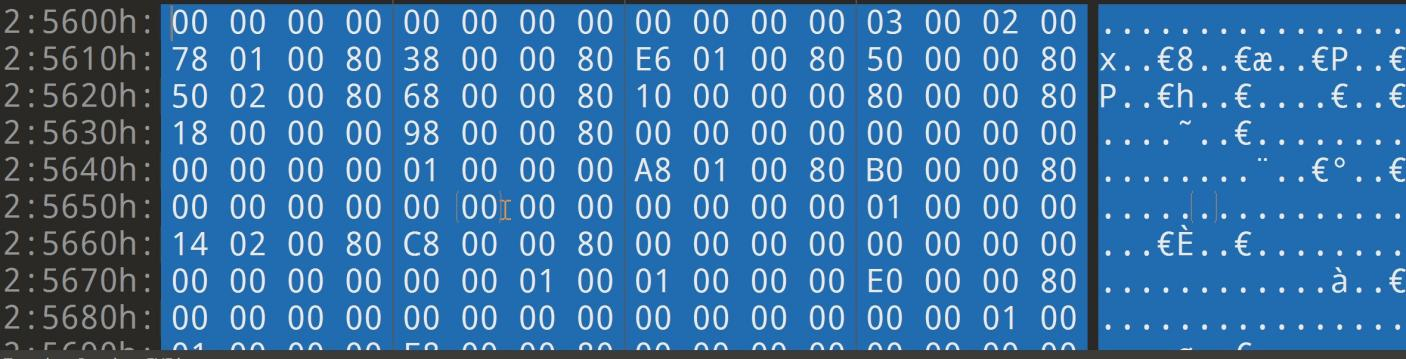 2:5600h: 00 00 00 00 00 00 00 00 00 00 00 00 03 00 02 00 ................
2:5610h: 78 01 00 80 38 00 00 80 E6 01 00 80 50 00 00 80 x..€8..€æ..€P..€
2:5620h: 50 02 00 80 68 00 00 80 10 00 00 00 80 00 00 80 P..€h..€....€..€
2:5630h: 18 00 00 00 98 00 00 80 00 00 00 00 00 00 00 00 ....˜..€........
2:5640h: 00 00 00 00 01 00 00 00 A8 01 00 80 B0 00 00 80 ........¨..€°..€
2:5650h: 00 00 00 00 00 00 00 00 00 00 00 00 01 00 00 00 ................
2:5660h: 14 02 00 80 C8 00 00 80 00 00 00 00 00 00 00 00 ...€È..€........
2:5670h: 00 00 00 00 00 00 01 00 01 00 00 00 E0 00 00 80 ............à..€
2:5680h: 00 00 00 00 00 00 00 00 00 00 00 00 00 00 01 00 ................